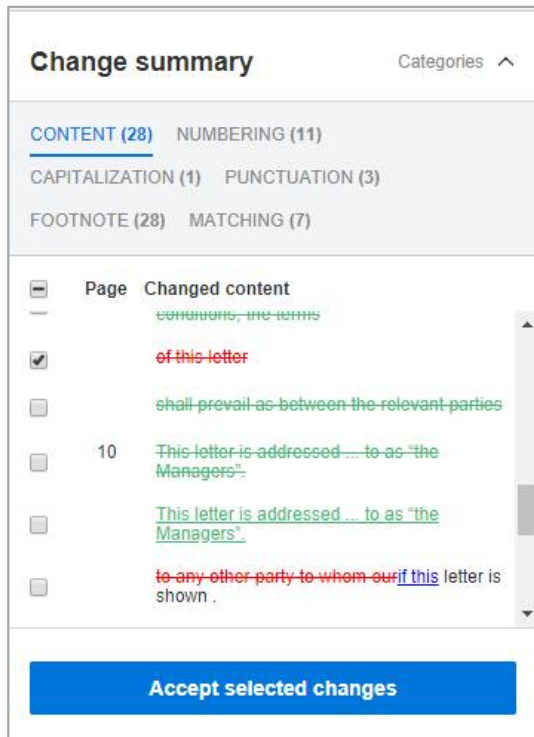 Change summary Categories
CONTENT (28) NUMBERING (11)
CAPITALIZATION (1) PUNCTUATION (3)
FOOTNOTE (28) MATCHING (7)
Page Changed content
conditions, the terms
of this letter
shall prevail as between the relevant parties
10 This letter is addressed ... to as “the
Managers”.
This letter is addressed ... to as “the
Managers”.
to any other party to whom ourif this letter is
shown .
Accept selected changes